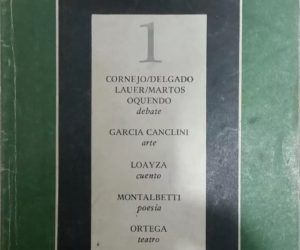 1
CORNEJO/DELGADO
LAUER/MARTOS
OQUENDO
debate
GARCIA CANCLINI
arte
LOAYZA
cuento
MONTALBETTI
poesía
ORTEGA
teatro